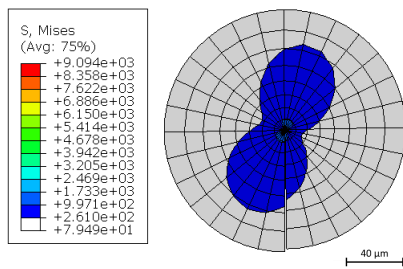 S, Mises
(Avg: 75%)
+9.094e+03
+8.358e+03
+7.622e+03
+6.886e+03
+6.150e+03
+5.414e+03
+4.678e+03
+3.942e+03
+3.205e+03
+2.469e+03
+1.733e+03
+9.971e+02
+2.610e+02
+7.949e+01
40 μm